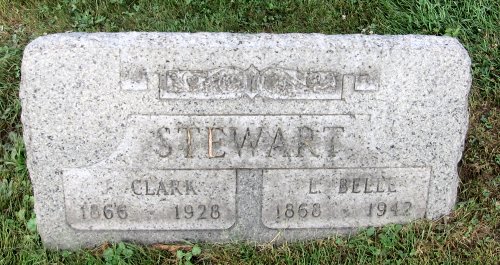 STEWART
CLARK
1866 - 1928
L. BELLE
1868 - 1942